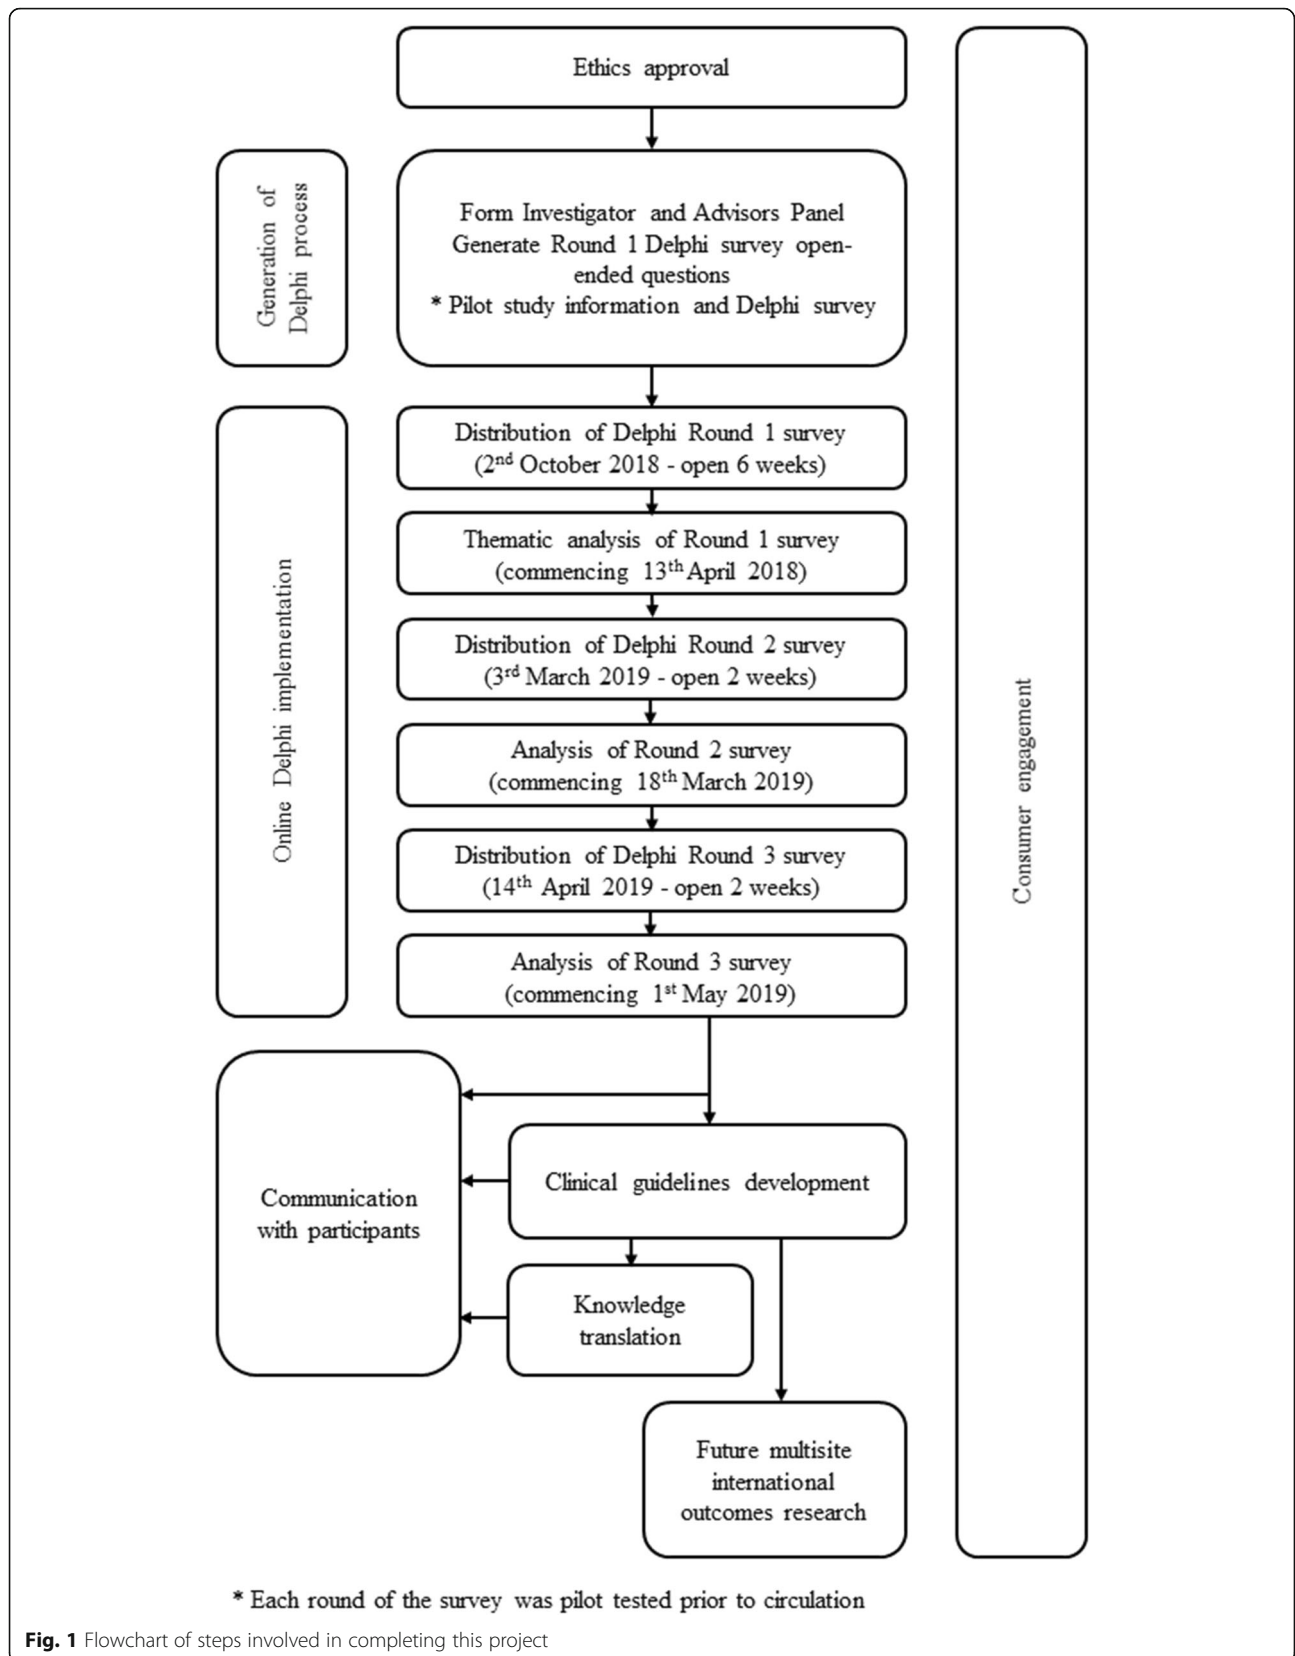 Ethics approval
Generation of
Delphi process
Form Investigator and Advisors Panel
Generate Round 1 Delphi survey open-
ended questions
* Pilot study information and Delphi survey
Online Delphi implementation
Distribution of Delphi Round 1 survey
(2nd October 2018 - open 6 weeks)
Thematic analysis of Round 1 survey
(commencing 13th April 2018)
Distribution of Delphi Round 2 survey
(3rd March 2019 - open 2 weeks)
Analysis of Round 2 survey
(commencing 18th March 2019)
Distribution of Delphi Round 3 survey
(14th April 2019 - open 2 weeks)
Analysis of Round 3 survey
(commencing 1st May 2019)
Consumer engagement
Communication
with participants
Clinical guidelines development
Knowledge
translation
Future multisite
international
outcomes research
* Each round of the survey was pilot tested prior to circulation
Fig. 1 Flowchart of steps involved in completing this project